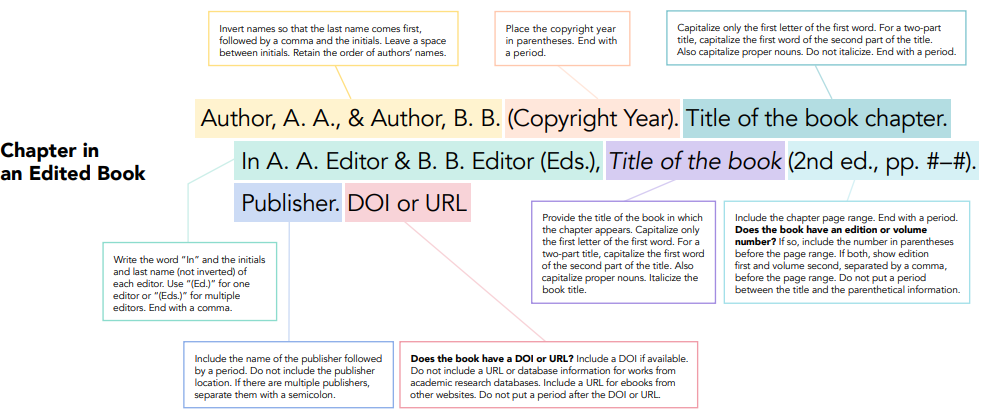 Invert names so that the last name comes first,
followed by a comma and the initials. Leave a space
between initials. Retain the order of authors' names.
Place the copyright year
in parentheses. End with
a period.
Capitalize only the first letter of the first word. For a two-part
title, capitalize the first word of the second part of the title.
Also capitalize proper nouns. Do not italicize. End with a period.
Chapter in
an Edited Book
Author, A. A., & Author, B. B. (Copyright Year). Title of the book chapter.
In A. A. Editor & B. B. Editor (Eds.), Title of the book (2nd ed., pp. #–#).
Publisher. DOI or URL
Write the word “In” and the initials
and last name (not inverted) of
each editor. Use “(Ed.)” for one
editor or “(Eds.)” for multiple
editors. End with a comma.
Provide the title of the book in which
the chapter appears. Capitalize only
the first letter of the first word. For a
two-part title, capitalize the first word
of the second part of the title. Also
capitalize proper nouns. Italicize the
book title.
Include the chapter page range. End with a period.
Does the book have an edition or volume
number? If so, include the number in parentheses
before the page range. If both, show edition
first and volume second, separated by a comma,
before the page range. Do not put a period
between the title and the parenthetical information.
Include the name of the publisher followed
by a period. Do not include the publisher
location. If there are multiple publishers,
separate them with a semicolon.
Does the book have a DOI or URL? Include a DOI if available.
Do not include a URL or database information for works from
academic research databases. Include a URL for ebooks from
other websites. Do not put a period after the DOI or URL.